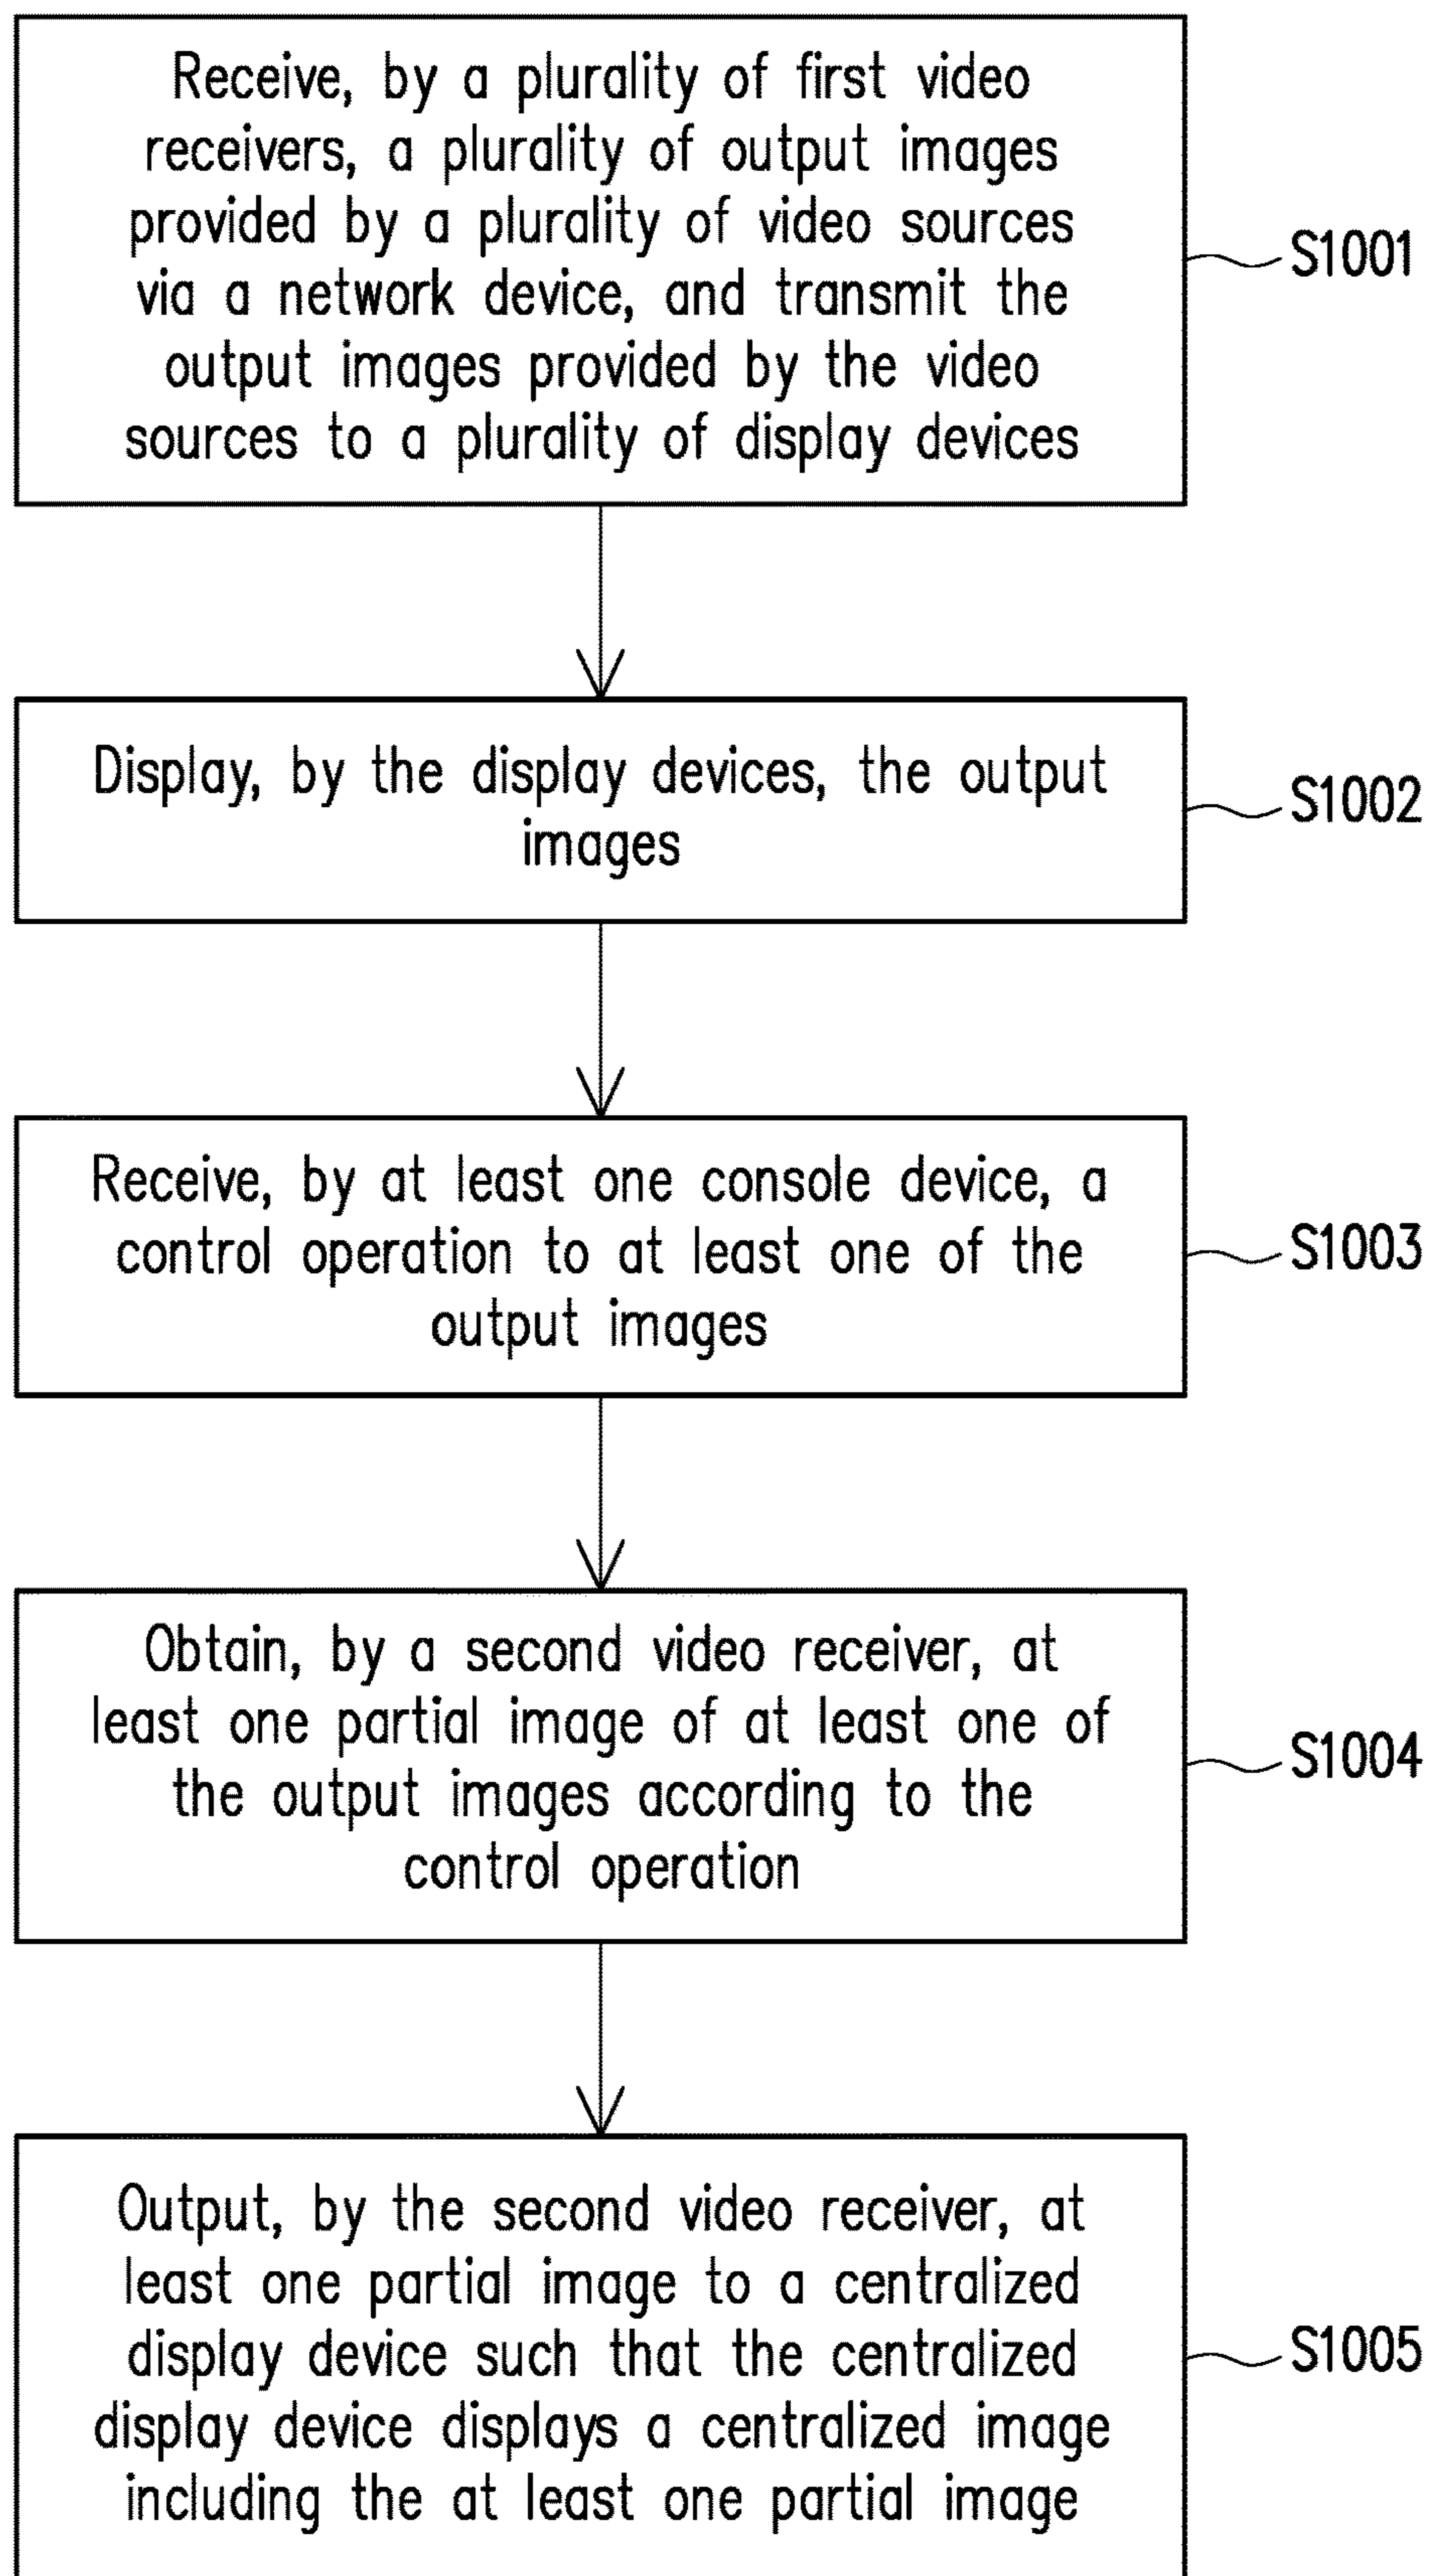 Receive, by a plurality of first video
receivers, a plurality of output images
provided by a plurality of video sources
via a network device, and transmit the
output images provided by the video
sources to a plurality of display devices
S1001
Display, by the display devices, the output
images
S1002
Receive, by at least one console device, a
control operation to at least one of the
output images
S1003
Obtain, by a second video receiver, at
least one partial image of at least one of
the output images according to the
control operation
S1004
Output, by the second video receiver, at
least one partial image to a centralized
display device such that the centralized
display device displays a centralized image
including the at least one partial image
S1005